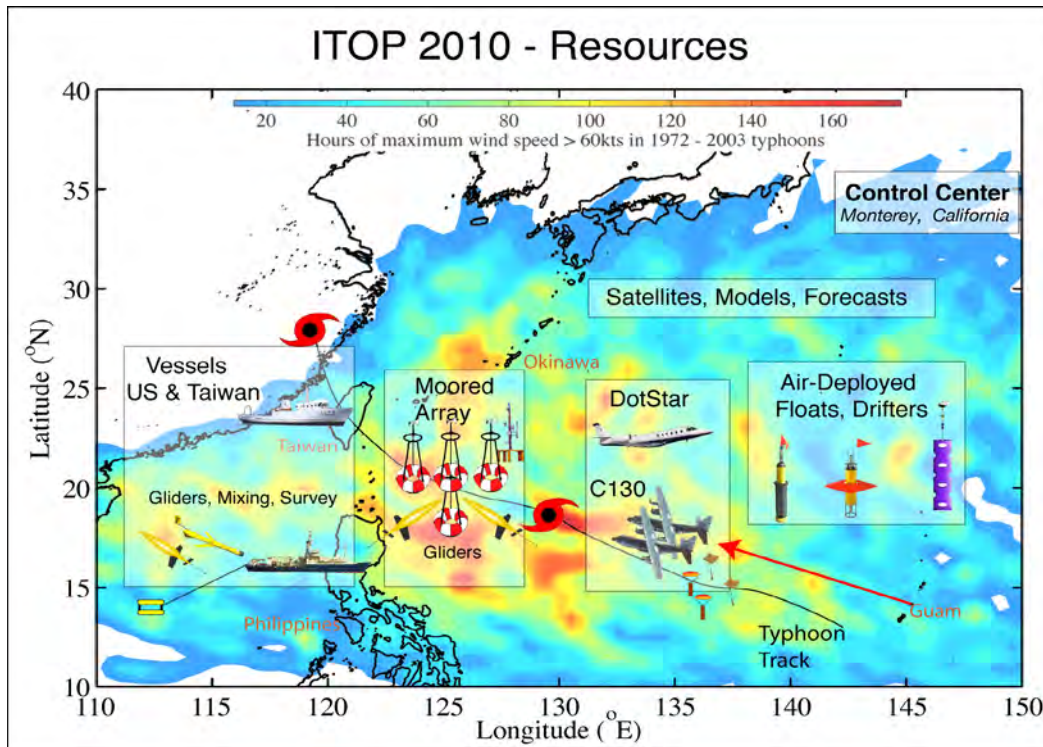 ITOP 2010 - Resources
40
35
30
25
20
15
10
Latitude (°N)
20 40 60 80 100 120 140 160
Hours of maximum wind speed > 60kts in 1972 - 2003 typhoons
Control Center
Monterey, California
Satellites, Models, Forecasts
Okinawa
Vessels
US & Taiwan
Taiwan
Gliders, Mixing, Survey
Moored
Array
Gliders
DotStar
C130
Air-Deployed
Floats, Drifters
Guam
Typhoon
Track
Philippines
110 115 120 125 130 135 140 145 150
Longitude (°E)